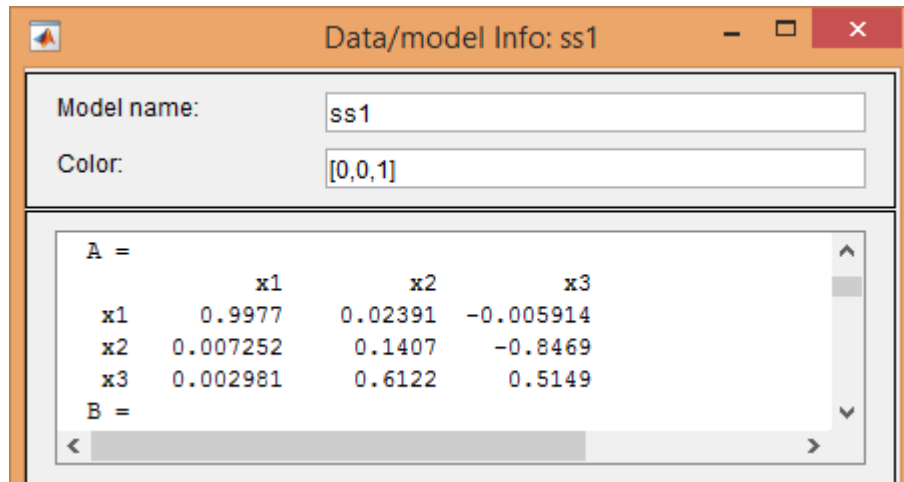 Data/model Info: ss1
Model name: ss1
Color: [0,0,1]
A =
x1 x2 x3
x1 0.9977 0.02391 -0.005914
x2 0.007252 0.1407 -0.8469
x3 0.002981 0.6122 0.5149
B =